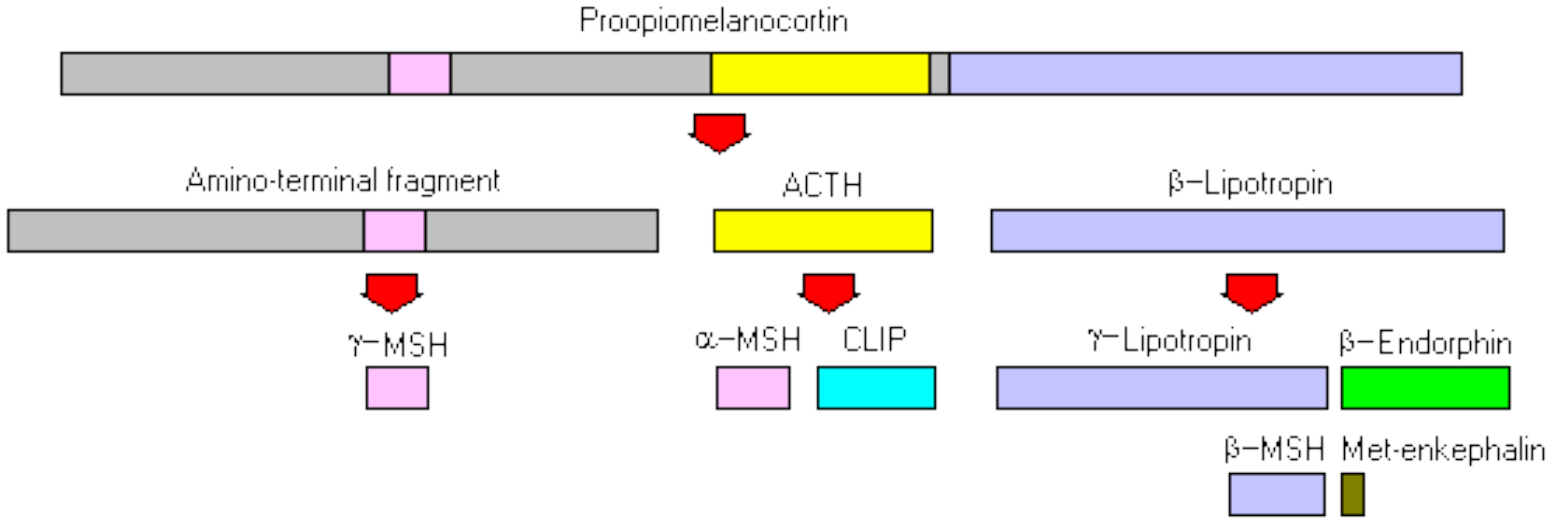 Proopiomelanocortin
Amino-terminal fragment ACTH β-Lipotropin
γ-MSH α-MSH CLIP γ-Lipotropin β-Endorphin
β-MSH Met-enkephalin